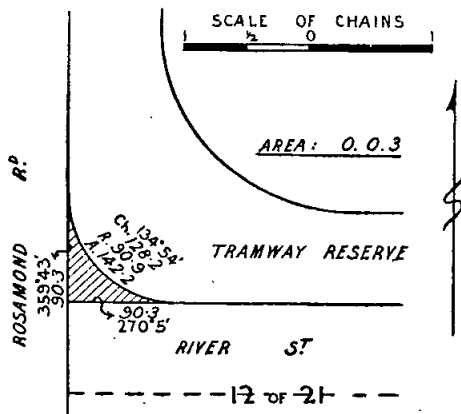 SCALE OF CHAINS
1 ½ 0 1
AREA: 0. 0. 3
ROSAMOND RD
359°43'
90.3
134°54'
Ch. 128.2
R. 90.9
A. 142.2
TRAMWAY RESERVE
90.3
270°5'
RIVER ST
12 OF 21